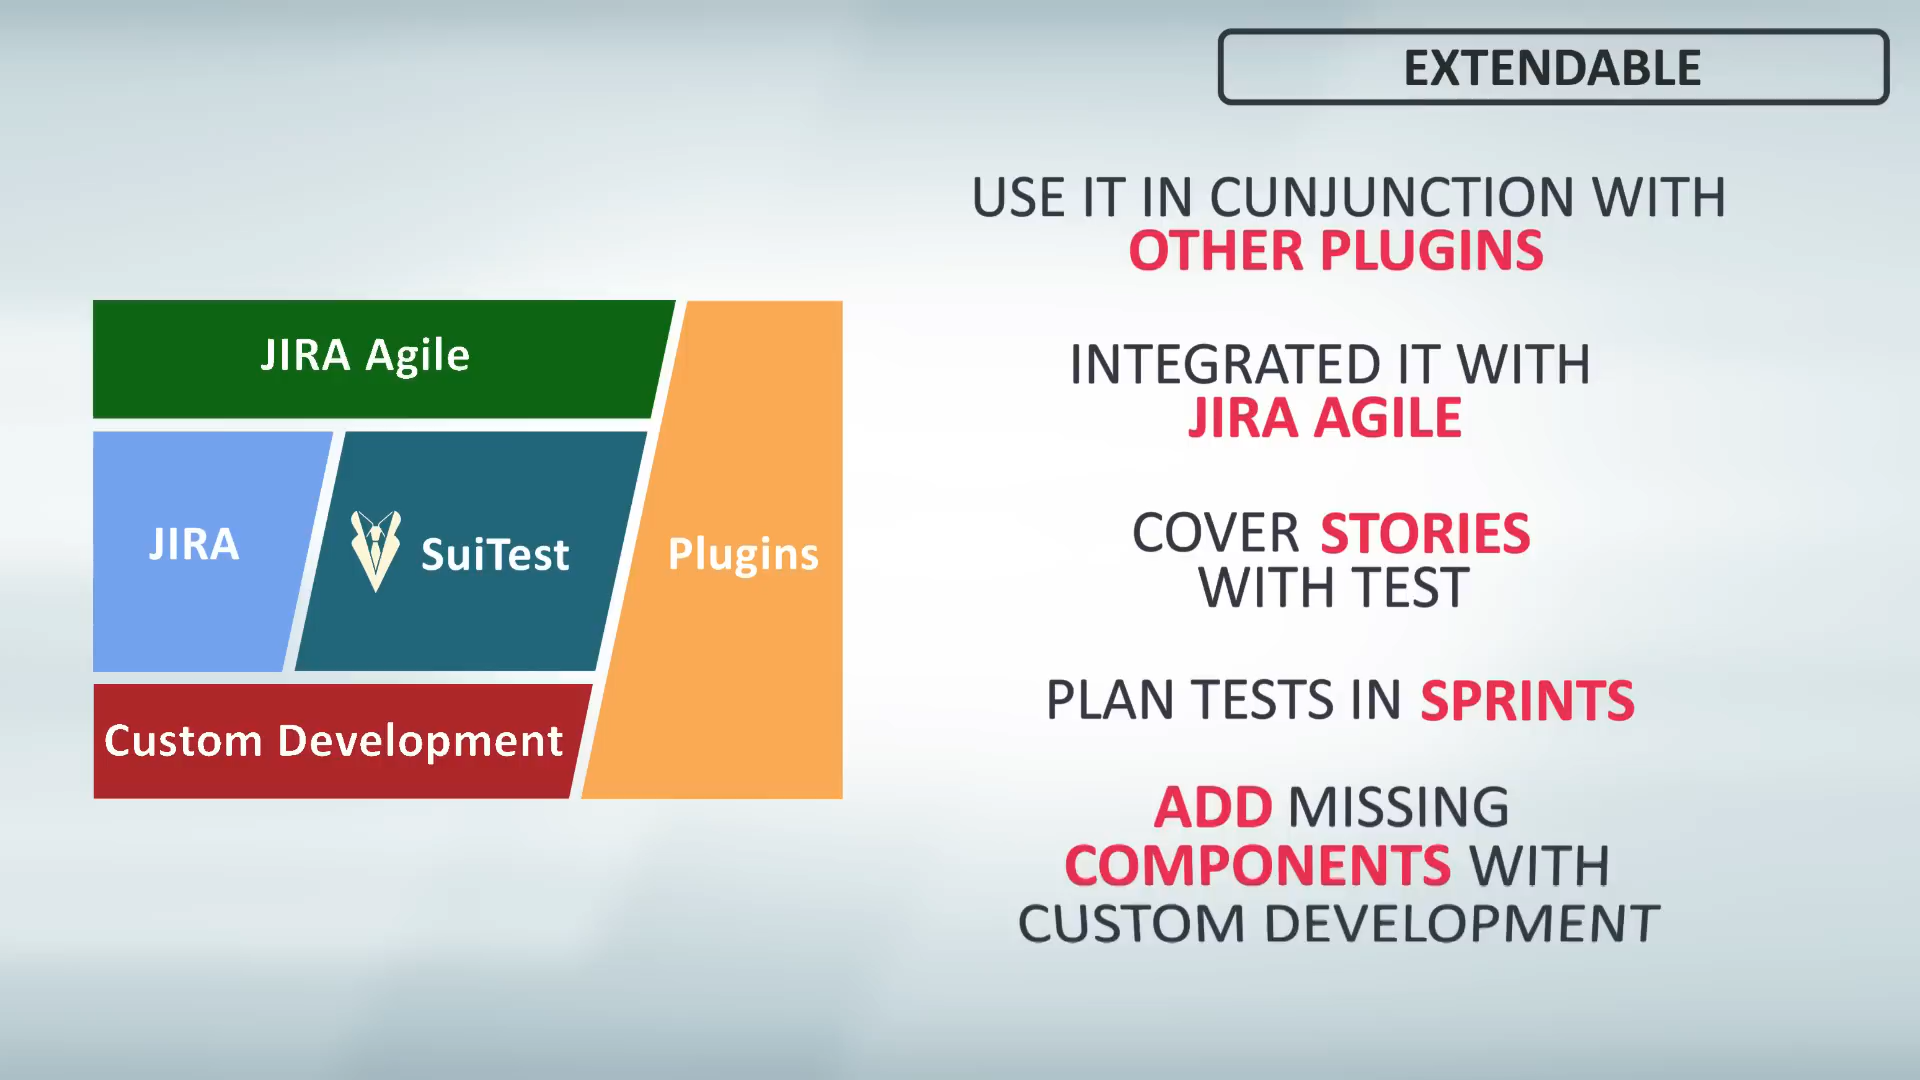 EXTENDABLE
USE IT IN CUNJUNCTION WITH
OTHER PLUGINS
INTEGRATED IT WITH
JIRA AGILE
COVER STORIES
WITH TEST
PLAN TESTS IN SPRINTS
ADD MISSING
COMPONENTS WITH
CUSTOM DEVELOPMENT
JIRA Agile
JIRA
SuiTest
Plugins
Custom Development